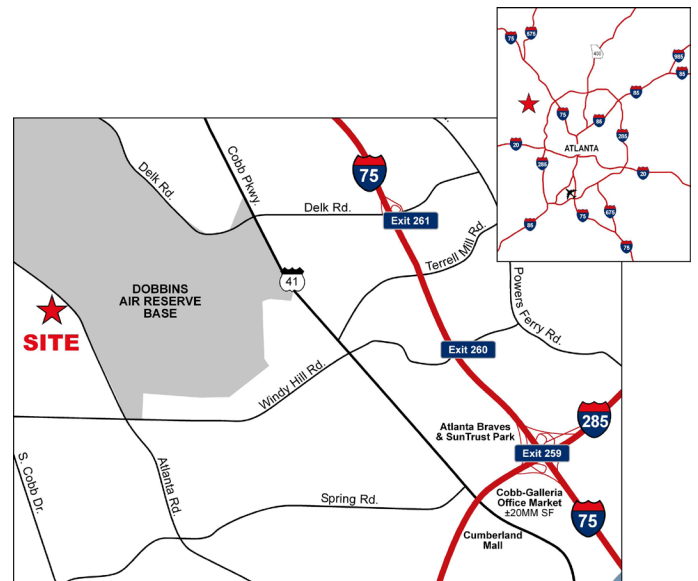 75
675
400
985
85
85
75
85
285
20
285
ATLANTA
20
85
75
675
75
Delk Rd.
Cobb Pkwy.
75
Delk Rd.
Exit 261
Terrell Mill Rd.
41
DOBBINS
AIR RESERVE
BASE
SITE
Powers Ferry Rd.
Exit 260
Windy Hill Rd.
Atlanta Braves
& SunTrust Park
285
Exit 259
S. Cobb Dr.
Atlanta Rd.
Spring Rd.
Cobb-Galleria
Office Market
±20MM SF
75
Cumberland
Mall